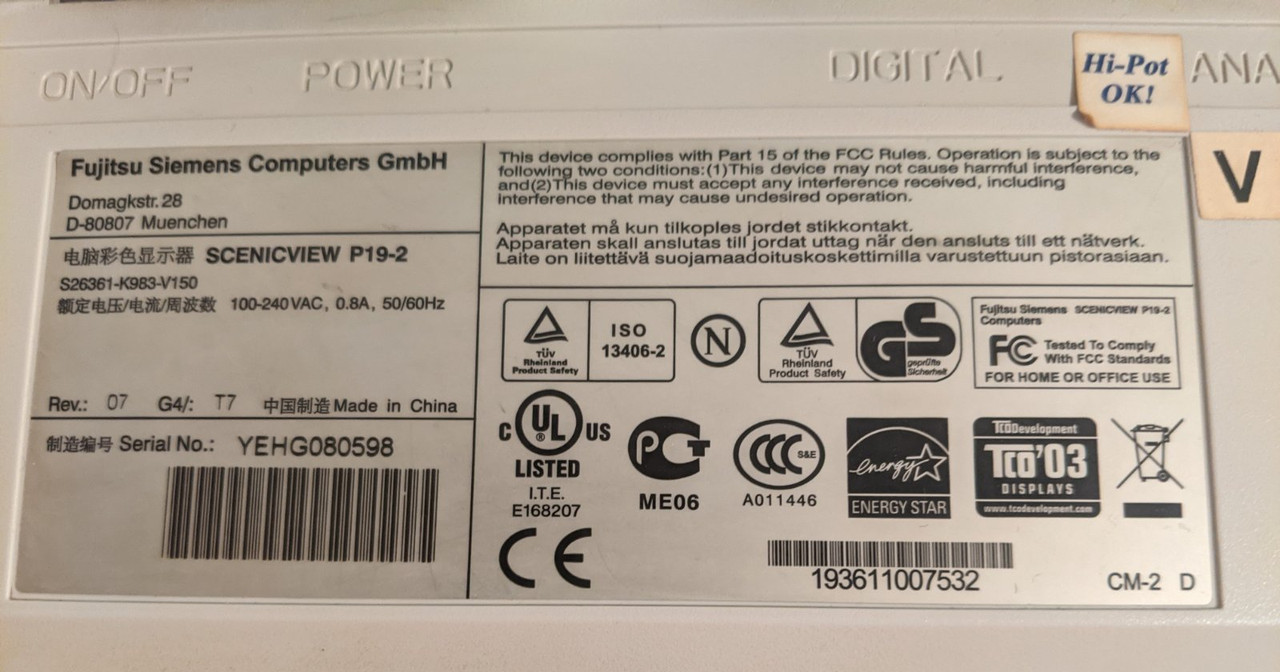 ON/OFF
POWER
DIGITAL
Hi-Pot
OK!
ANA
V
Fujitsu Siemens Computers GmbH
Domagkstr. 28
D-80807 Muenchen
电脑彩色显示器 SCENICVIEW P19-2
S26361-K983-V150
额定电压/电流/周波数 100-240VAC, 0.8A, 50/60Hz
Rev.: 07 G4/: T7 中国制造 Made in China
制造编号 Serial No.: YEHG080598
This device complies with Part 15 of the FCC Rules. Operation is subject to the
following two conditions:(1)This device may not cause harmful interference,
and(2)This device must accept any interference received, including
interference that may cause undesired operation.
Apparatet må kun tilkoples jordet stikkontakt.
Apparaten skall anslutas till jordat uttag när den ansluts till ett nätverk.
Laite on liitettävä suojamaadoituskoskettimilla varustettuun pistorasiaan.
TÜV
Rheinland
Product Safety
ISO
13406-2
N
TÜV
Rheinland
Product Safety
GS
geprüfte
Sicherheit
Fujitsu Siemens SCENICVIEW P19-2
Computers
FC Tested To Comply
With FCC Standards
FOR HOME OR OFFICE USE
C UL US
®
LISTED
I.T.E.
E168207
PCT
ME06
CCC S&E
A011446
energy
ENERGY STAR
TCODevelopment
TCO'03
DISPLAYS
www.tcodevelopment.com
CE
193611007532
CM-2 D